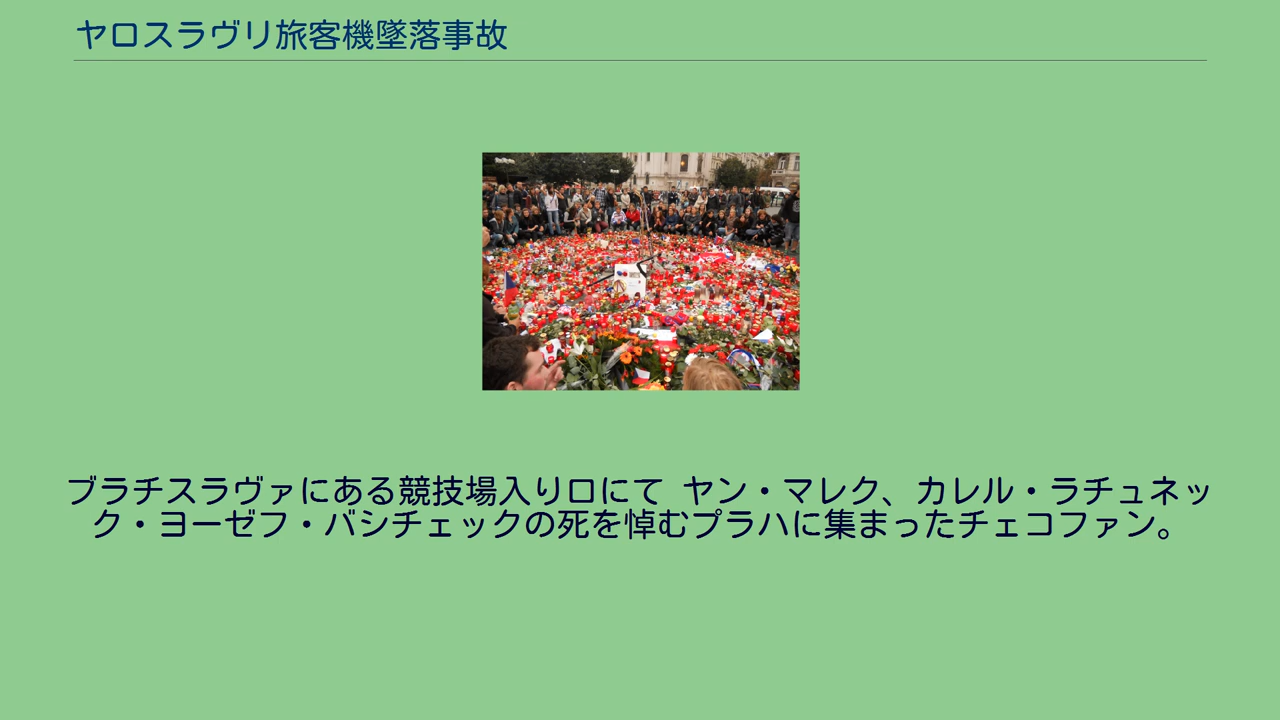 ヤロスラヴリ旅客機墜落事故
ブラチスラヴァにある競技場入り口にて ヤン・マレク、カレル・ラチュネッ
ク・ヨーゼフ・バシチェックの死を悼むプラハに集まったチェコファン。